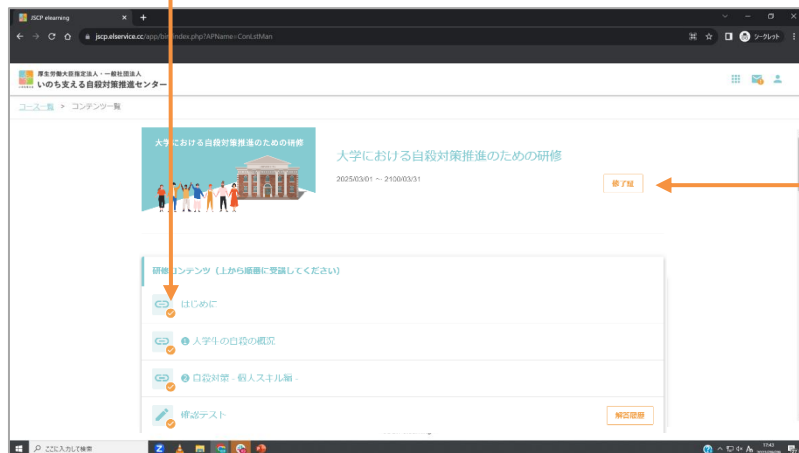 JSCP elearning
jscp.elservice.cc/app/bin/index.php?APName=ConListMan
シークレット
厚生労働大臣指定法人・一般社団法人
いのち支える自殺対策推進センター
コース一覧 > コンテンツ一覧
大学における自殺対策推進のための研修
大学における自殺対策推進のための研修
2025/03/01 ～ 2100/03/31
修了証
研修コンテンツ（上から順番に受講してください）
はじめに
❶ 大学生の自殺の概況
❷ 自殺対策 - 個人スキル編 -
確認テスト
解答履歴
ここに入力して検索
17:43